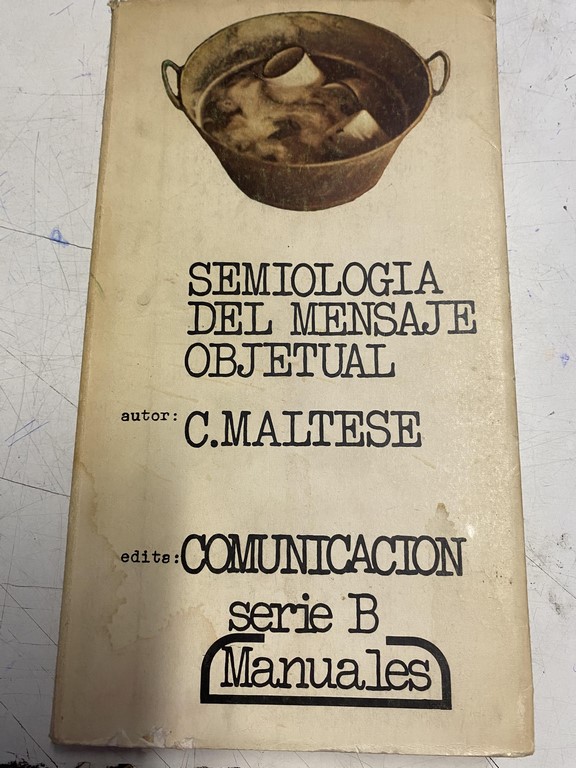 SEMIOLOGIA
DEL MENSAJE
OBJETUAL
autor: C.MALTESE
edita: COMUNICACION
serie B
Manuales